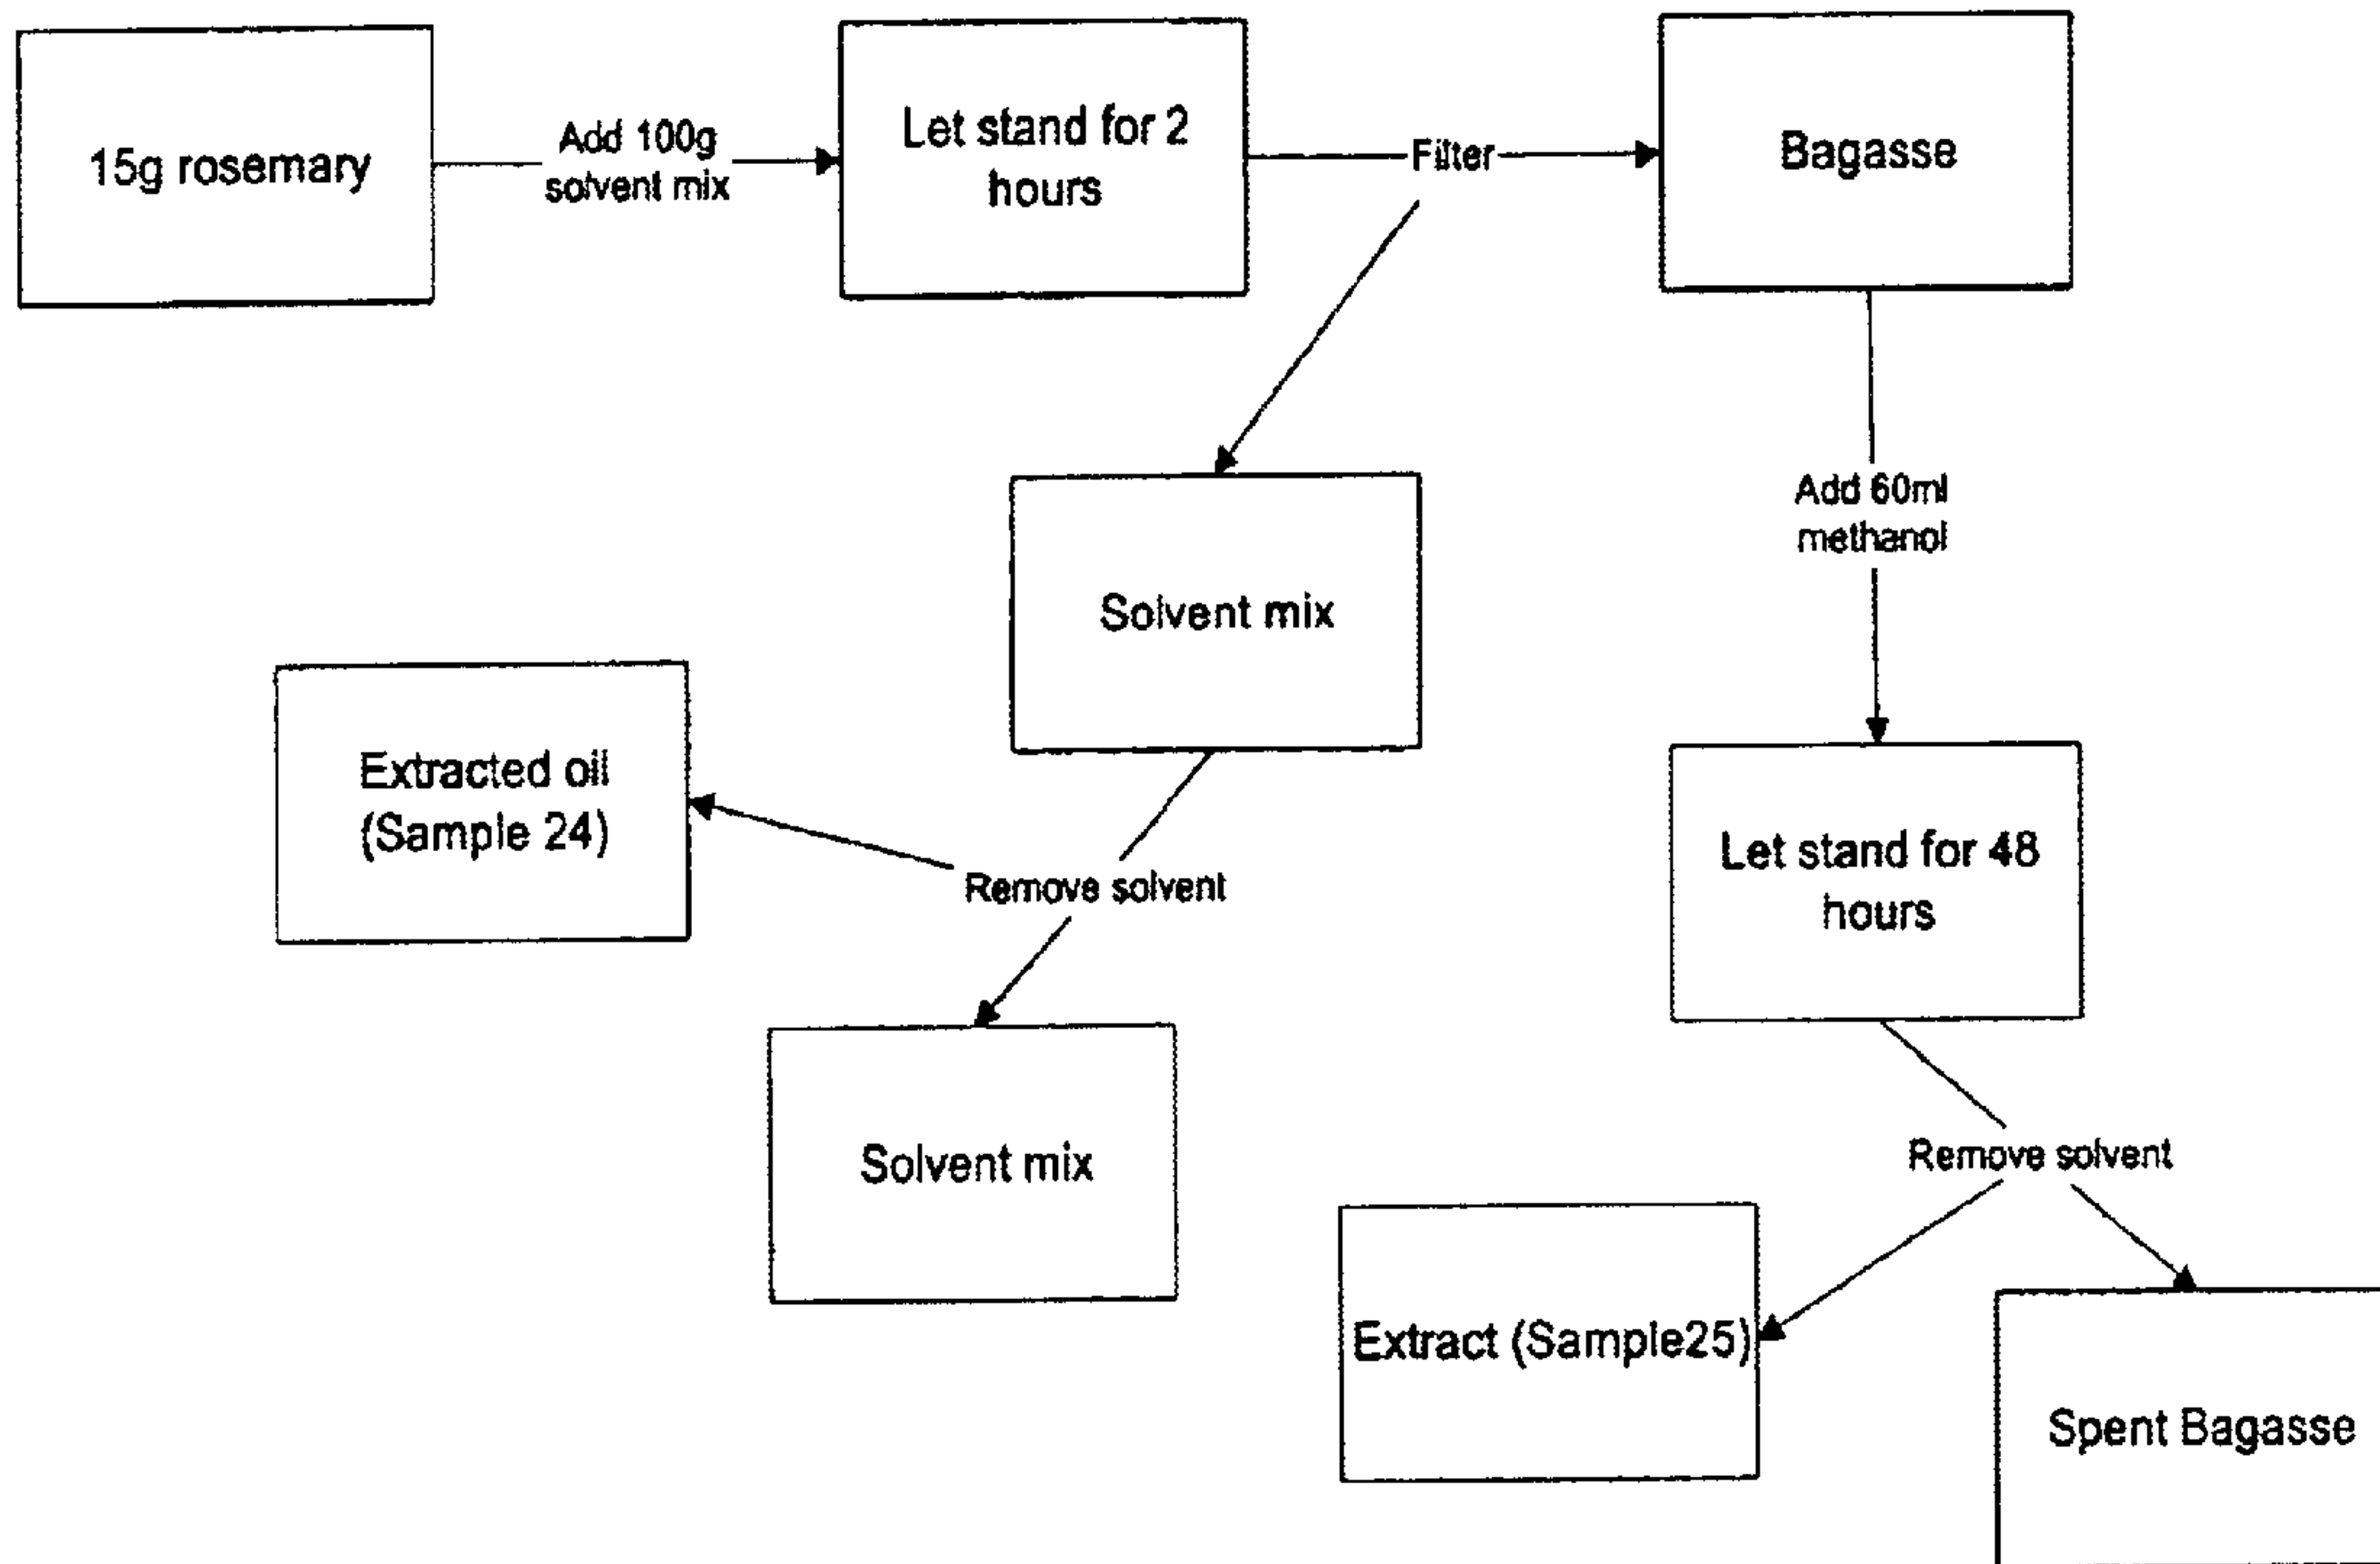 15g rosemary
Add 100g
solvent mix
Let stand for 2
hours
Filter
Bagasse
Add 60ml
methanol
Solvent mix
Extracted oil
(Sample 24)
Remove solvent
Let stand for 48
hours
Solvent mix
Remove solvent
Extract (Sample25)
Spent Bagasse